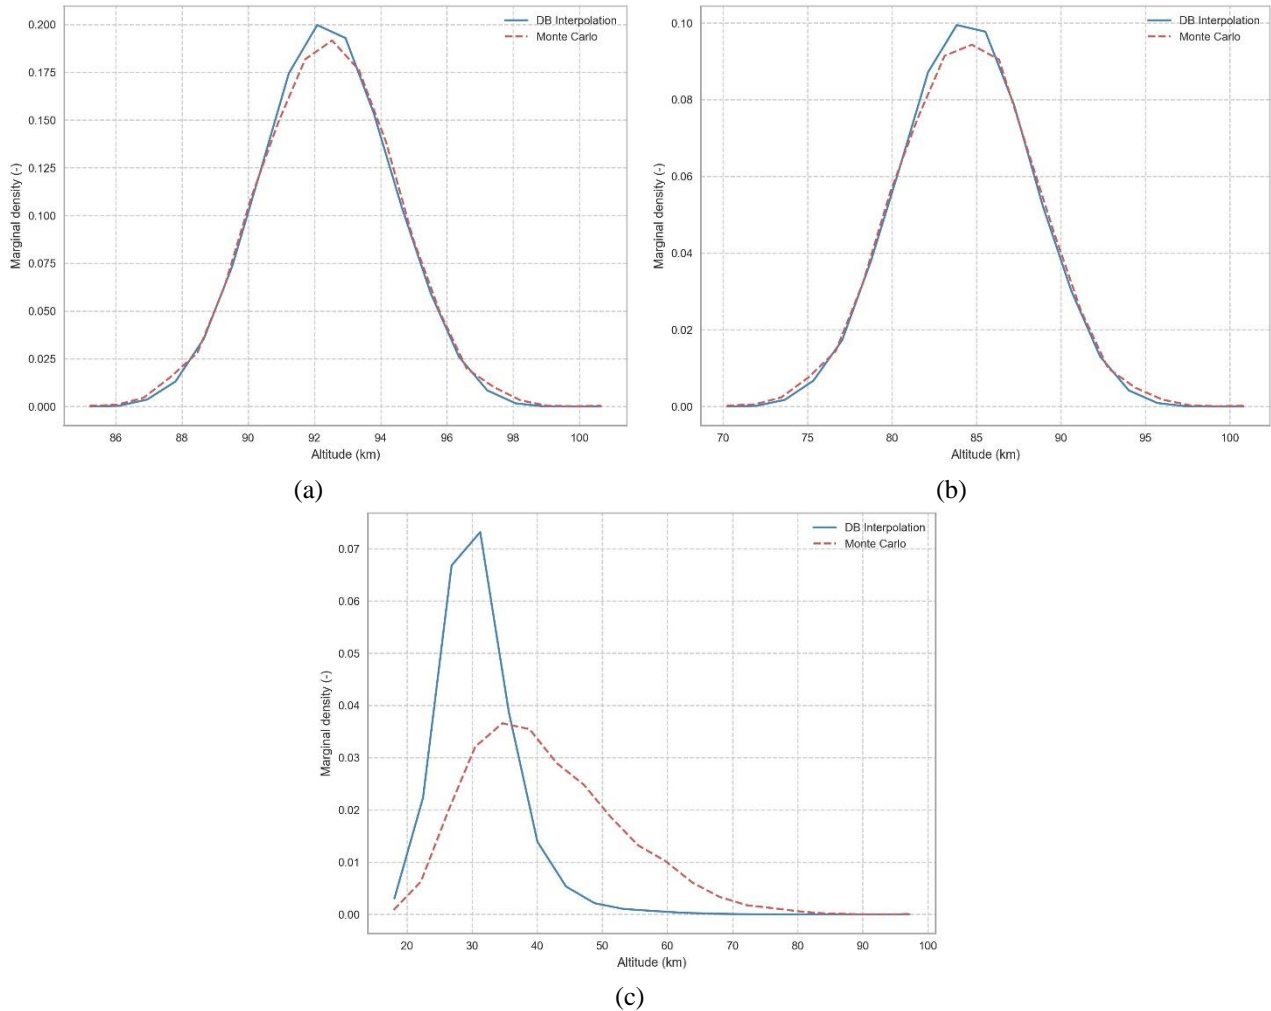 DB Interpolation
Monte Carlo
0.200
0.175
0.150
0.125
0.100
0.075
0.050
0.025
0.000
Marginal density (-)
86 88 90 92 94 96 98 100
Altitude (km)
(a)
DB Interpolation
Monte Carlo
0.10
0.08
0.06
0.04
0.02
0.00
Marginal density (-)
70 75 80 85 90 95 100
Altitude (km)
(b)
DB Interpolation
Monte Carlo
0.07
0.06
0.05
0.04
0.03
0.02
0.01
0.00
Marginal density (-)
20 30 40 50 60 70 80 90 100
Altitude (km)
(c)